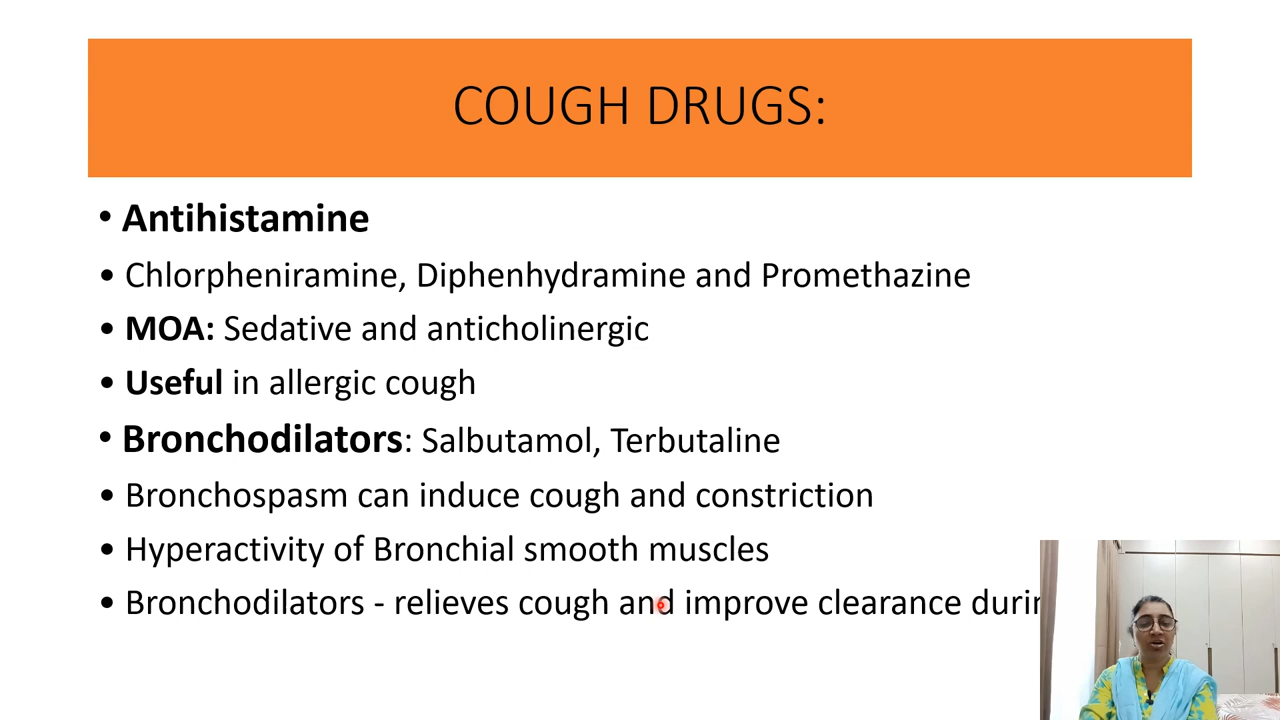 COUGH DRUGS:
• Antihistamine
• Chlorpheniramine, Diphenhydramine and Promethazine
• MOA: Sedative and anticholinergic
• Useful in allergic cough
• Bronchodilators: Salbutamol, Terbutaline
• Bronchospasm can induce cough and constriction
• Hyperactivity of Bronchial smooth muscles
• Bronchodilators - relieves cough and improve clearance